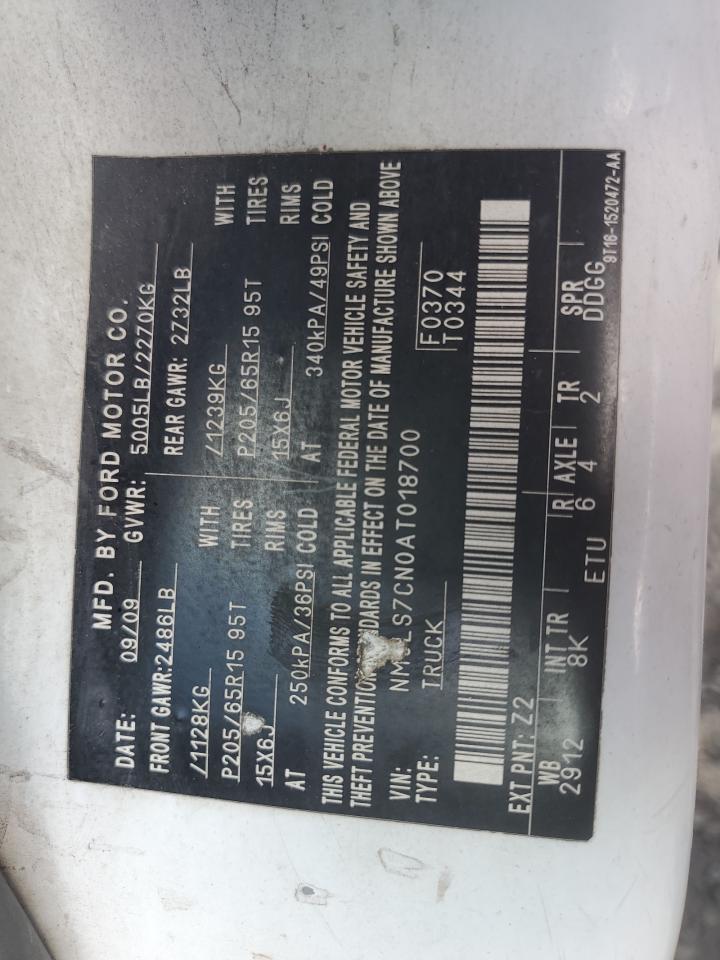 MFD. BY FORD MOTOR CO.
DATE: 09/09 GVWR: 5005LB/2270KG
FRONT GAWR:2486LB REAR GAWR: 2732LB
/1128KG WITH /1239KG WITH
P205/65R15 95T TIRES P205/65R15 95T TIRES
15X6J RIMS 15X6J RIMS
AT 250kPA/36PSI COLD AT 340kPA/49PSI COLD
THIS VEHICLE CONFORMS TO ALL APPLICABLE FEDERAL MOTOR VEHICLE SAFETY AND
THEFT IN EFFECT ON THE DATE OF MANUFACTURE SHOWN ABOVE
VIN: F0370
TYPE: TRUCK T0344
EXT PNT: Z2
WB INT TR R AXLE TR SPR
2912 8K 6 4 2 DDGG
ETU 9T16-1520472-AA